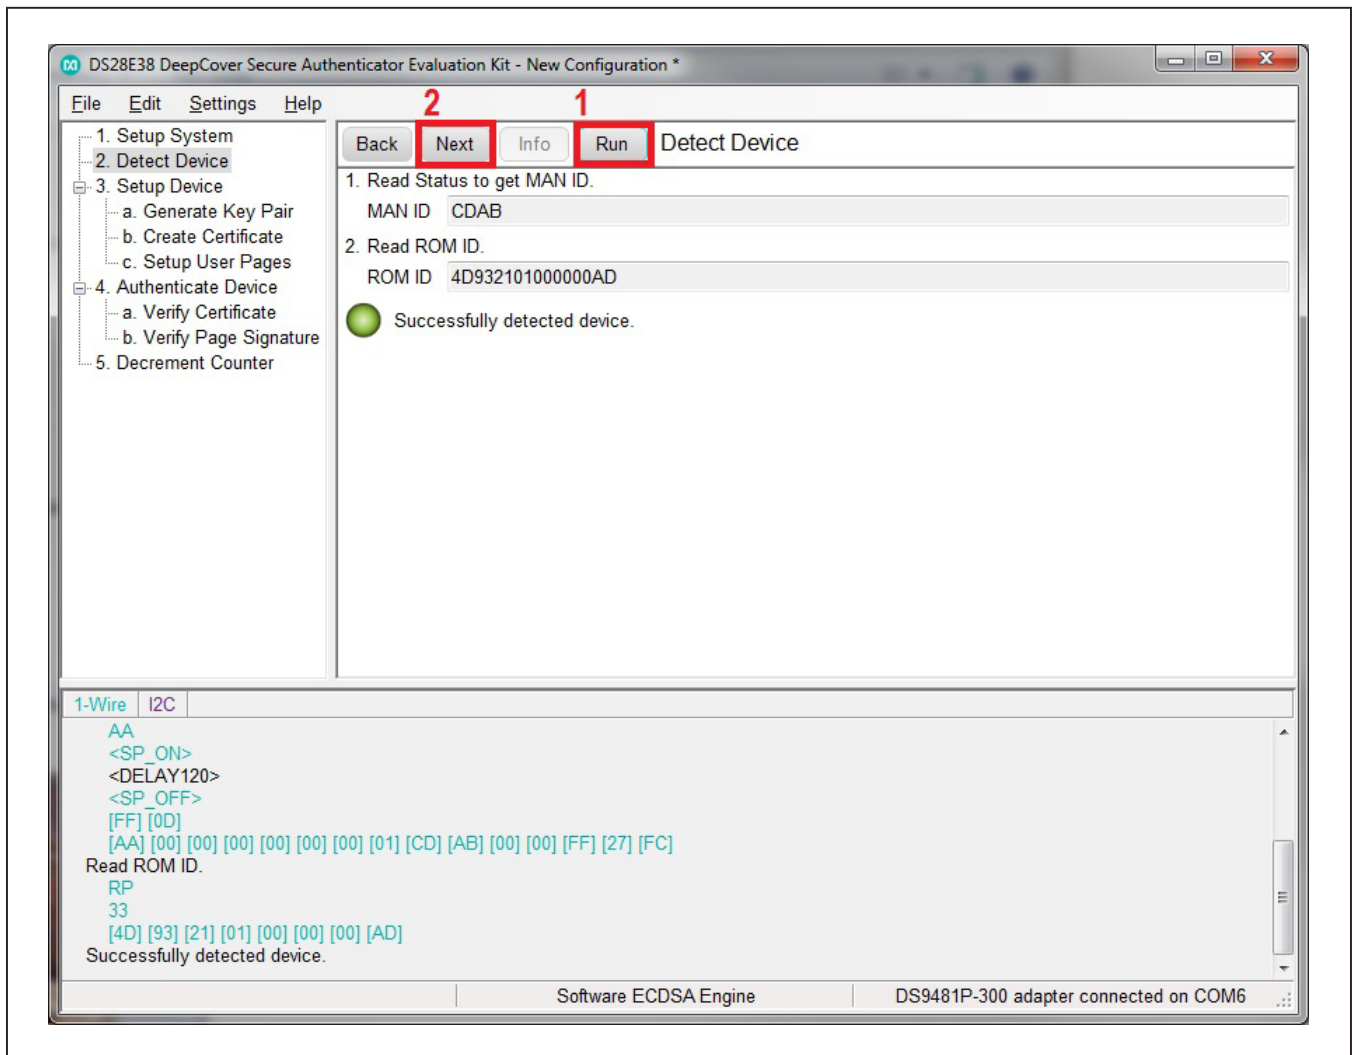 DS28E38 DeepCover Secure Authenticator Evaluation Kit - New Configuration *
File Edit Settings Help
2 1
1. Setup System
2. Detect Device
3. Setup Device
a. Generate Key Pair
b. Create Certificate
c. Setup User Pages
4. Authenticate Device
a. Verify Certificate
b. Verify Page Signature
5. Decrement Counter
Back Next Info Run Detect Device
1. Read Status to get MAN ID.
MAN ID CDAB
2. Read ROM ID.
ROM ID 4D932101000000AD
Successfully detected device.
1-Wire I2C
AA
<SP_ON>
<DELAY120>
<SP_OFF>
[FF] [0D]
[AA] [00] [00] [00] [00] [00] [00] [01] [CD] [AB] [00] [00] [FF] [27] [FC]
Read ROM ID.
RP
33
[4D] [93] [21] [01] [00] [00] [00] [AD]
Successfully detected device.
Software ECDSA Engine DS9481P-300 adapter connected on COM6